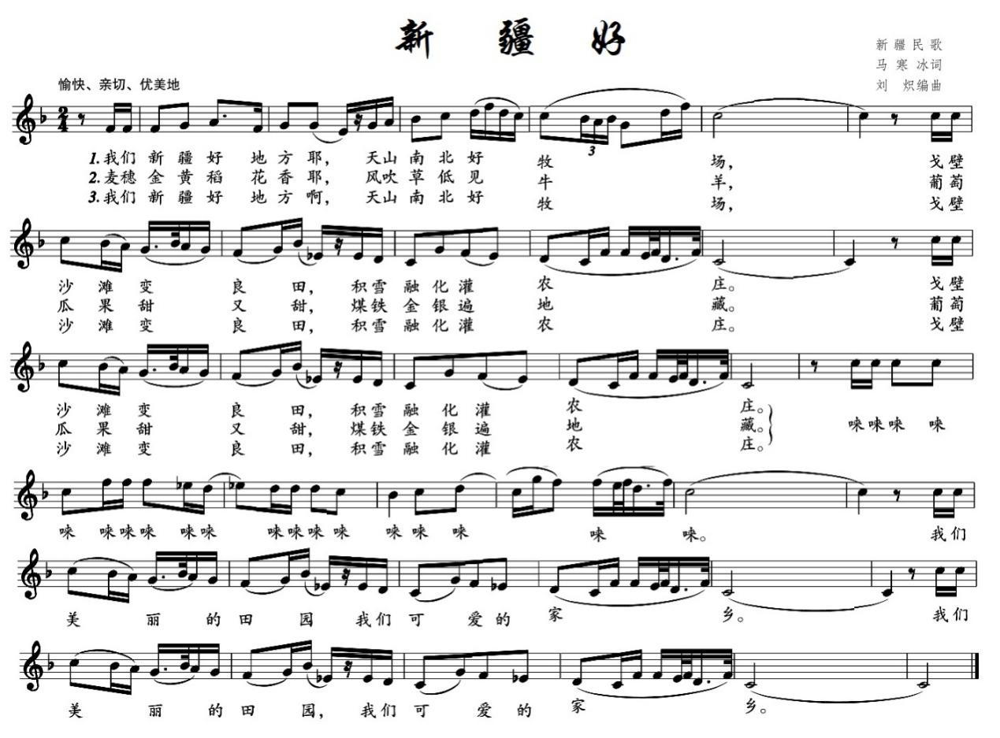 新疆好
新疆民歌
马寒冰词
刘炽编曲
愉快、亲切、优美地
2
4
3
1.我们新疆好地方耶，天山南北好牧场，戈壁
2.麦穗金黄稻花香耶，风吹草低见牛羊，葡萄
3.我们新疆好地方啊，天山南北好牧场，戈壁
沙滩变良田，积雪融化灌农庄。戈壁
瓜果甜又甜，煤铁金银遍地藏。葡萄
沙滩变良田，积雪融化灌农庄。戈壁
沙滩变良田，积雪融化灌农庄。
瓜果甜又甜，煤铁金银遍地藏。唻唻唻唻
沙滩变良田，积雪融化灌农庄。
唻唻唻唻唻唻唻唻唻唻唻唻唻唻唻。我们
美丽的田园我们可爱的家乡。我们
美丽的田园，我们可爱的家乡。